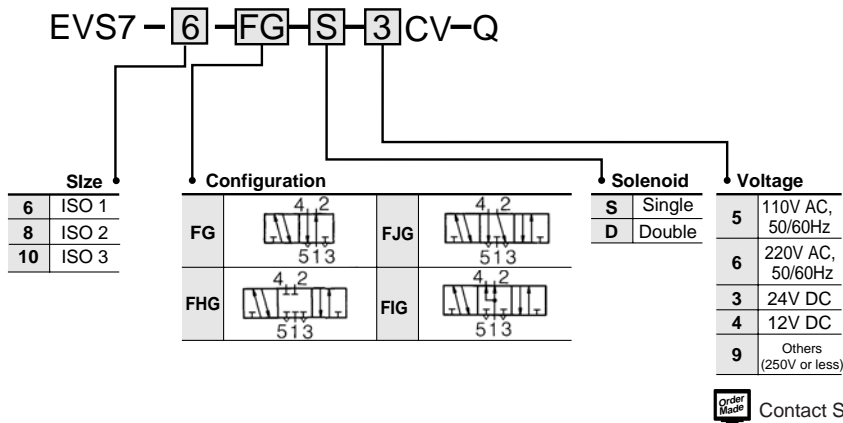 EVS7 – 6 – FG – S – 3 CV–Q
SIze
6 ISO 1
8 ISO 2
10 ISO 3
Configuration
FG
4 2
513
FJG
4 2
513
FHG
4 2
513
FIG
4 2
513
Solenoid
S Single
D Double
Voltage
5 110V AC,
50/60Hz
6 220V AC,
50/60Hz
3 24V DC
4 12V DC
9 Others
(250V or less)
Order
Made
Contact S